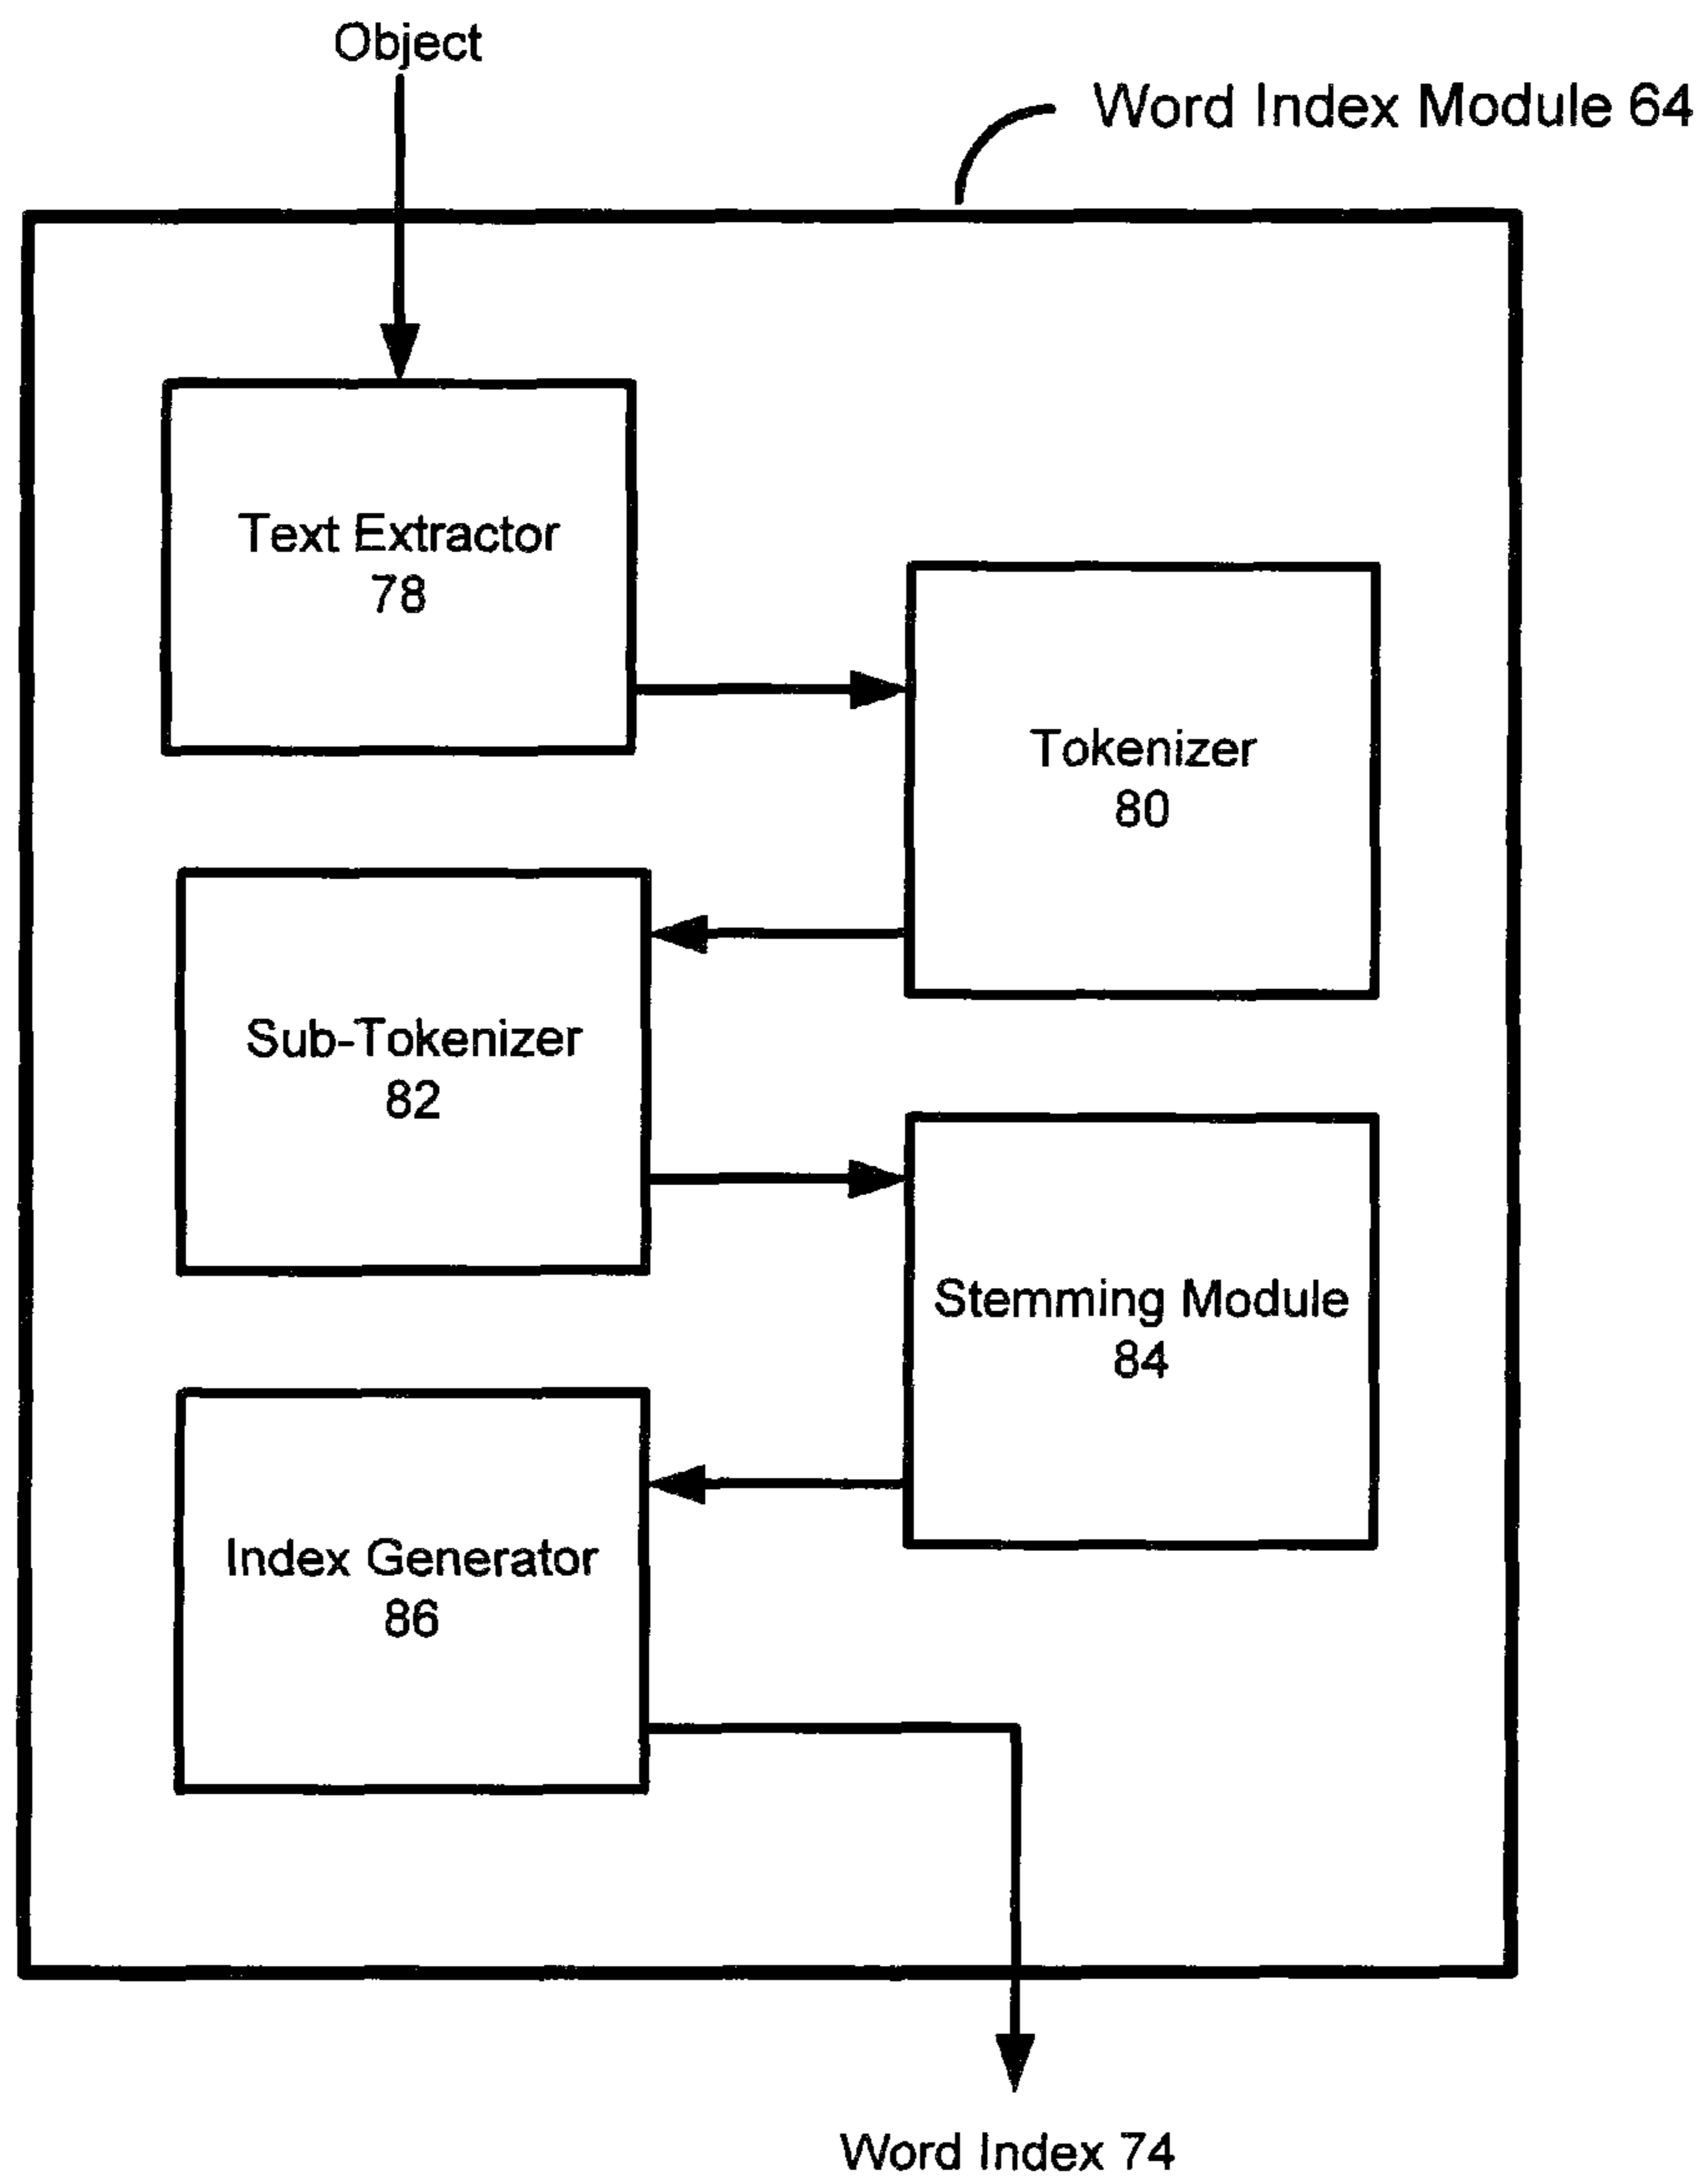 Object
Word Index Module 64
Text Extractor
78
Tokenizer
80
Sub-Tokenizer
82
Stemming Module
84
Index Generator
86
Word Index 74